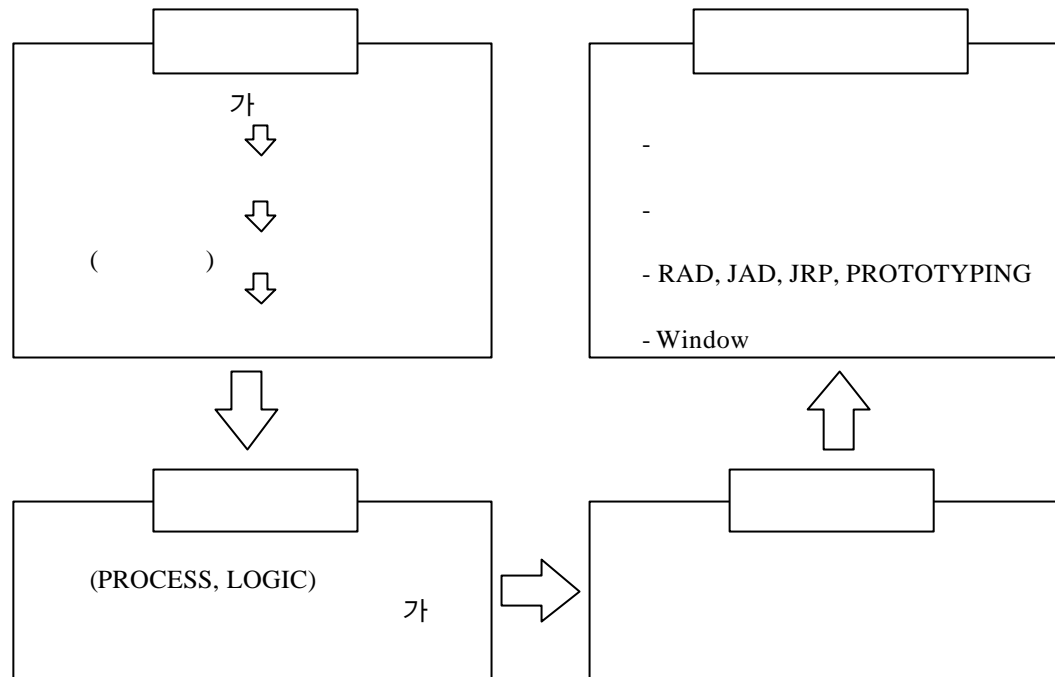 가
( )
(PROCESS, LOGIC)
가
-
-
- RAD, JAD, JRP, PROTOTYPING
- Window